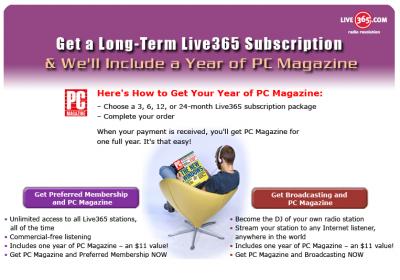 LIVE365.COM
radio revolution
Get a Long-Term Live365 Subscription
& We'll Include a Year of PC Magazine
PC
MAGAZINE
Here's How to Get Your Year of PC Magazine:
– Choose a 3, 6, 12, or 24-month Live365 subscription package
– Complete your order
When your payment is received, you'll get PC Magazine for
one full year. It's that easy!
Get Preferred Membership
and PC Magazine
• Unlimited access to all Live365 stations,
all of the time
• Commercial-free listening
• Includes one year of PC Magazine – an $11 value!
• Get PC Magazine and Preferred Membership NOW
Get Broadcasting and
PC Magazine
• Become the DJ of your own radio station
• Stream your station to any Internet listener,
anywhere in the world
• Includes one year of PC Magazine – an $11 value!
• Get PC Magazine and Broadcasting NOW